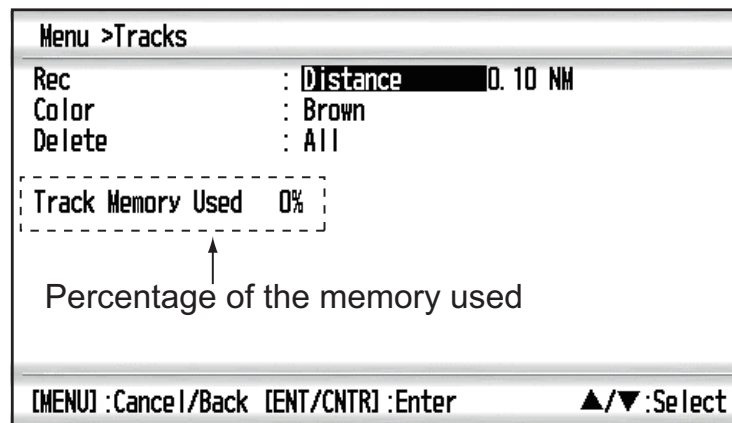 Menu >Tracks
Rec : Distance 0.10 NM
Color : Brown
Delete : All
Track Memory Used 0%
Percentage of the memory used
[MENU] :Cancel/Back [ENT/CNTR] :Enter ▲/▼ :Select